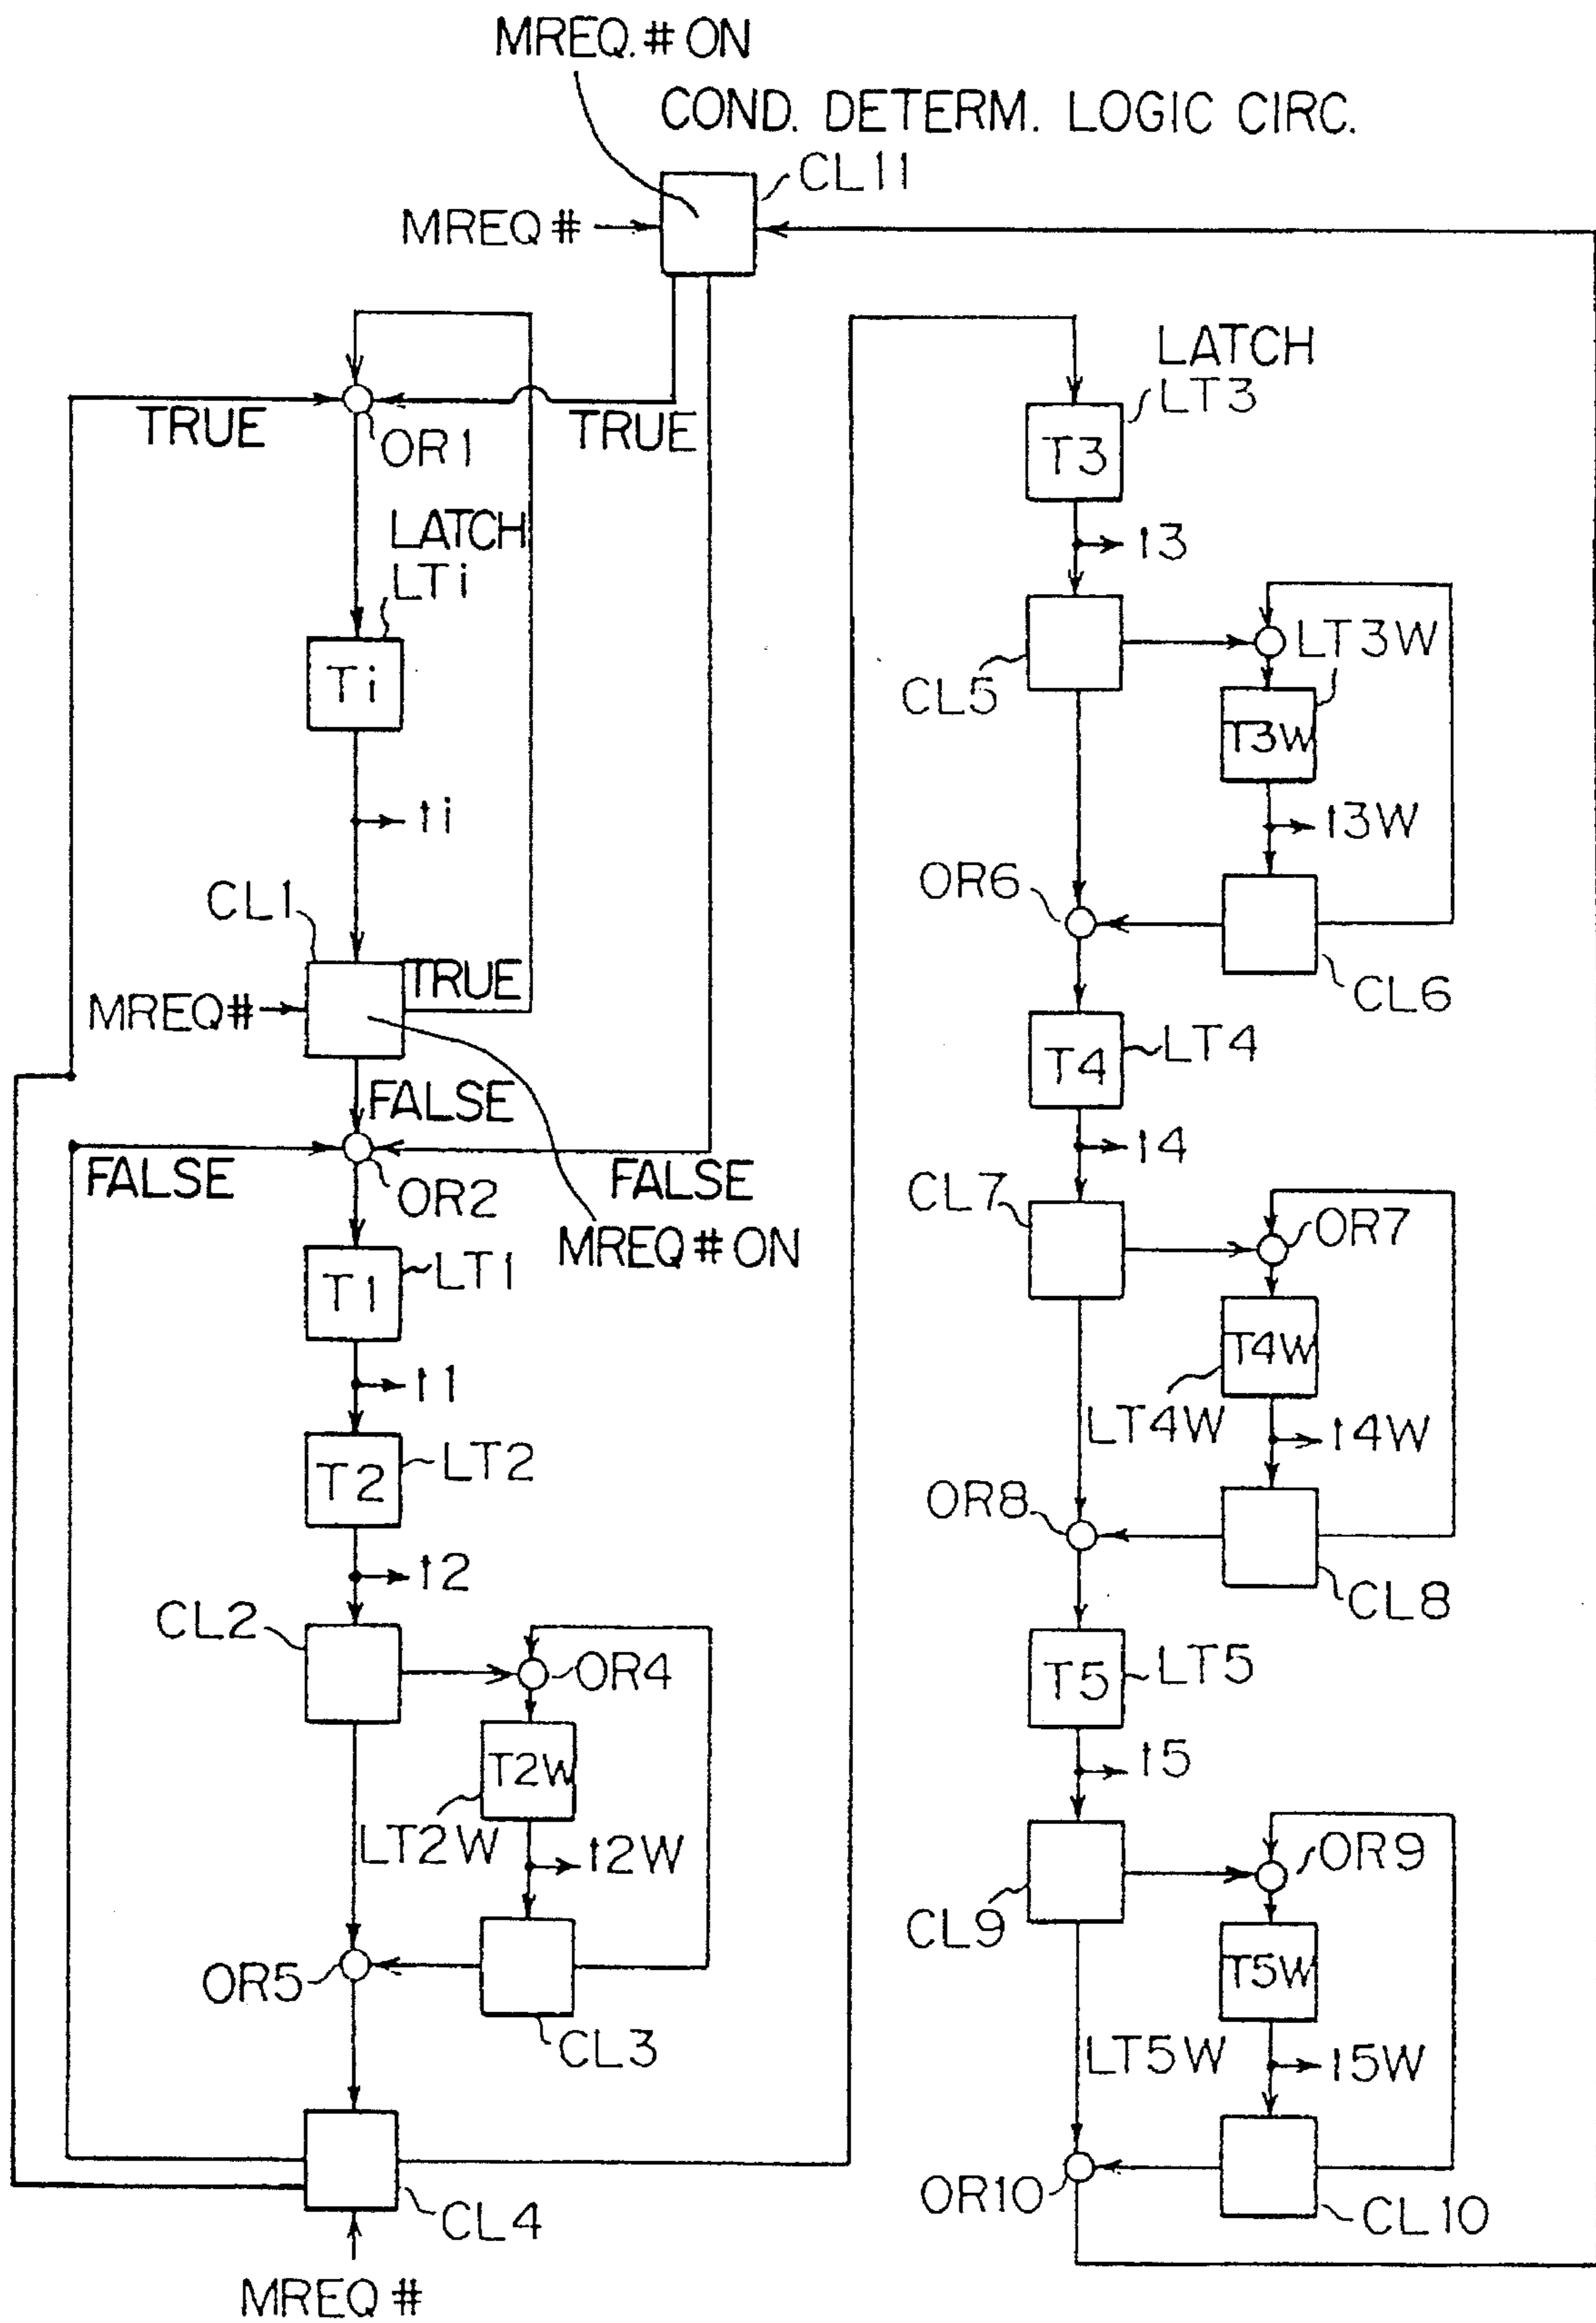 MREQ.# ON
COND. DETERM. LOGIC CIRC.
CL11
MREQ#
TRUE
OR1
TRUE
LATCH
LTi
Ti
ti
CL1
TRUE
MREQ#
FALSE
FALSE
OR2
FALSE
MREQ#ON
T1
LT1
t1
T2
LT2
t2
CL2
OR4
T2W
LT2W
t2W
OR5
CL3
CL4
MREQ#
LATCH
LT3
T3
t3
CL5
LT3W
T3W
t3W
OR6
CL6
T4
LT4
t4
CL7
OR7
T4W
LT4W
t4W
OR8
CL8
T5
LT5
t5
CL9
OR9
T5W
LT5W
t5W
OR10
CL10